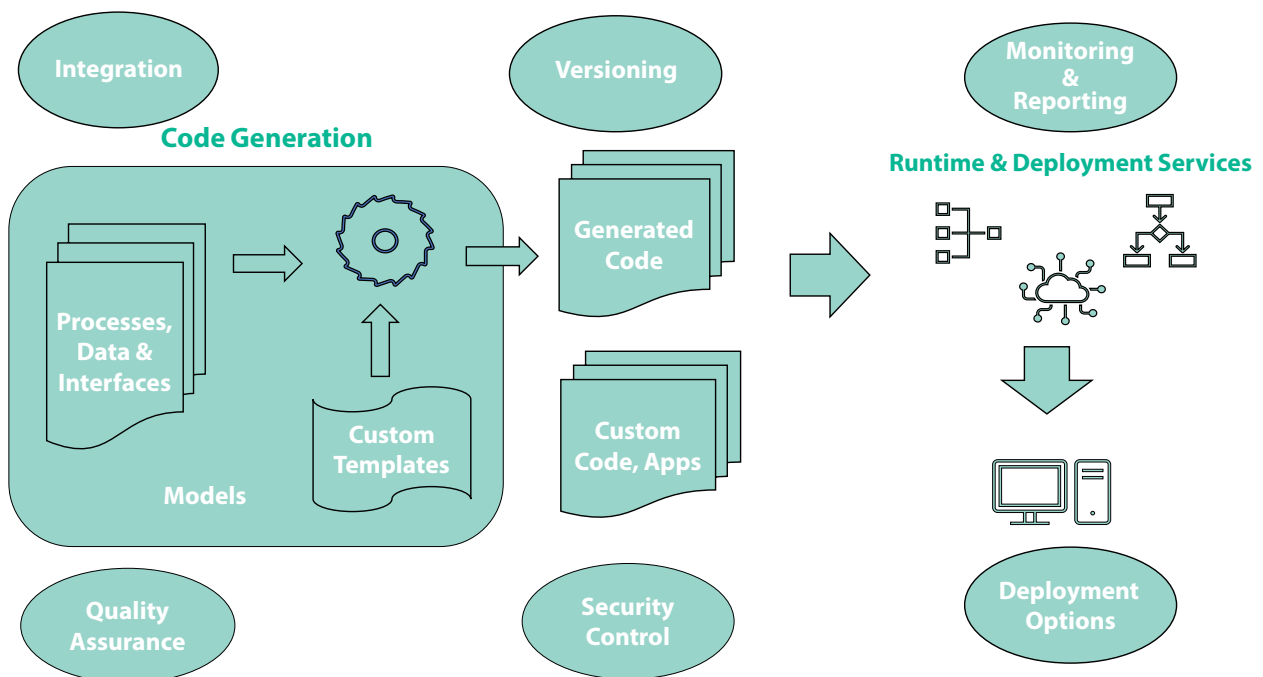 Integration
Versioning
Monitoring
&
Reporting
Code Generation
Runtime & Deployment Services
Processes,
Data &
Interfaces
Custom
Templates
Models
Generated
Code
Custom
Code, Apps
Quality
Assurance
Security
Control
Deployment
Options